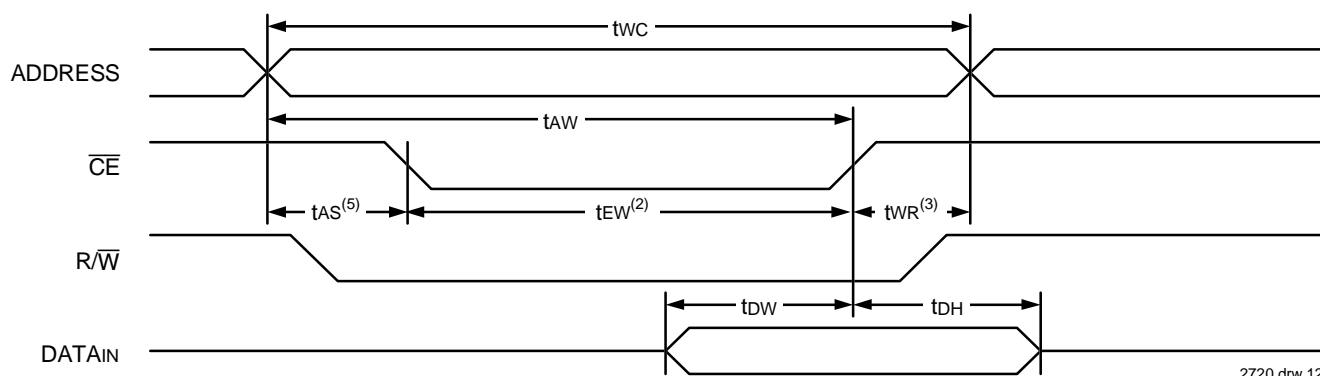 tWC
ADDRESS
tAW
CE
tAS(5) tEW(2) tWR(3)
R/W
tDW tDH
DATAIN
2720 drw 12